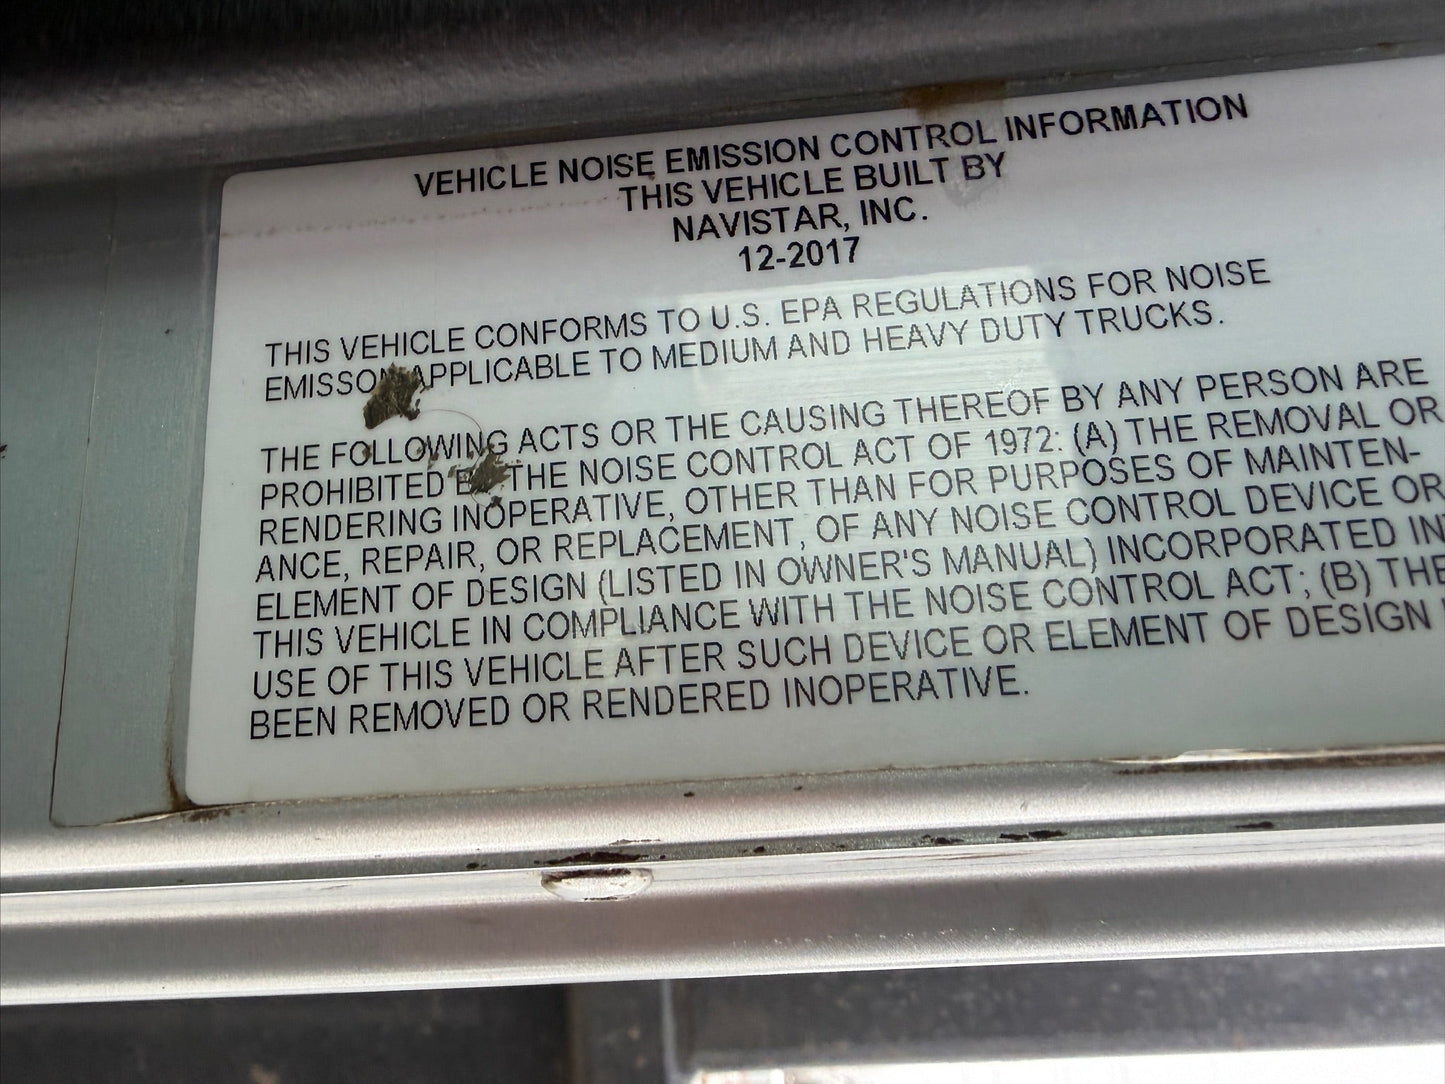 VEHICLE NOISE EMISSION CONTROL INFORMATION
THIS VEHICLE BUILT BY
NAVISTAR, INC.
12-2017
THIS VEHICLE CONFORMS TO U.S. EPA REGULATIONS FOR NOISE
EMISSON APPLICABLE TO MEDIUM AND HEAVY DUTY TRUCKS.
THE FOLLOWING ACTS OR THE CAUSING THEREOF BY ANY PERSON ARE
PROHIBITED BY THE NOISE CONTROL ACT OF 1972: (A) THE REMOVAL OR
RENDERING INOPERATIVE, OTHER THAN FOR PURPOSES OF MAINTEN-
ANCE, REPAIR, OR REPLACEMENT, OF ANY NOISE CONTROL DEVICE OR
ELEMENT OF DESIGN (LISTED IN OWNER'S MANUAL) INCORPORATED IN
THIS VEHICLE IN COMPLIANCE WITH THE NOISE CONTROL ACT; (B) THE
USE OF THIS VEHICLE AFTER SUCH DEVICE OR ELEMENT OF DESIGN
BEEN REMOVED OR RENDERED INOPERATIVE.